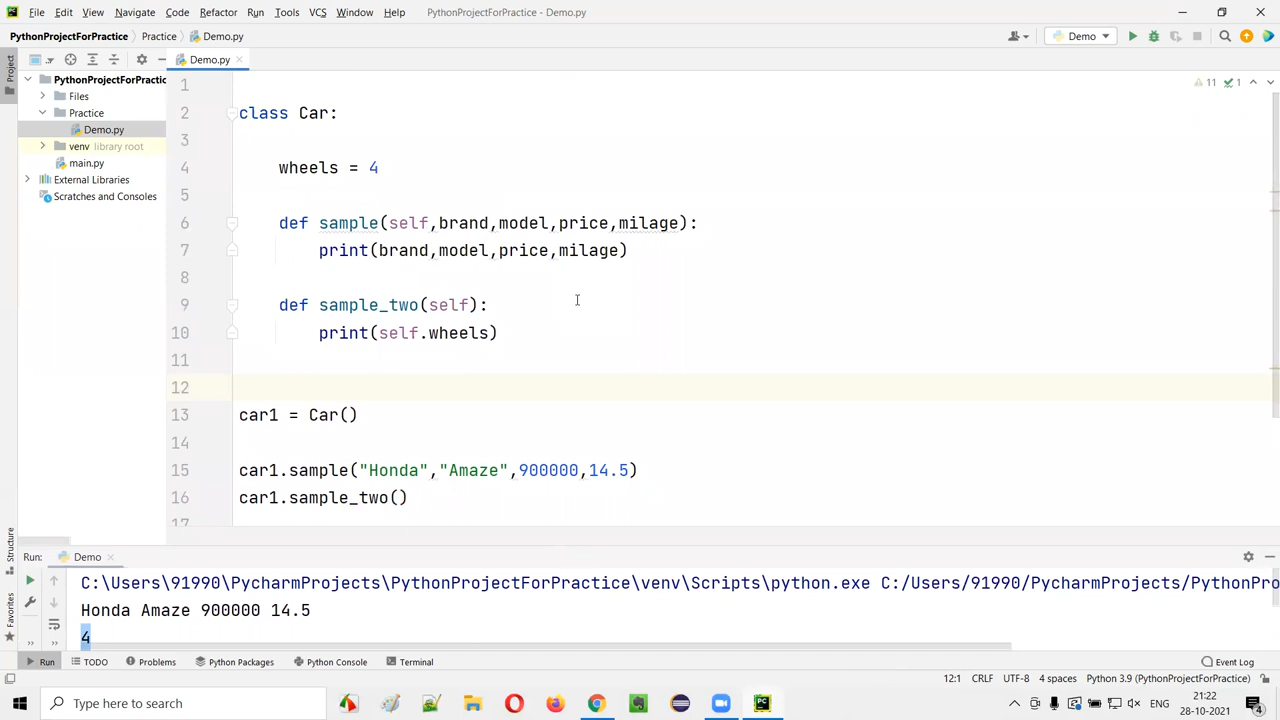 File Edit View Navigate Code Refactor Run Tools VCS Window Help PythonProjectForPractice - Demo.py
PythonProjectForPractice Practice Demo.py Demo
Demo.py
PythonProjectForPractic
Files
Practice
Demo.py
venv library root
main.py
External Libraries
Scratches and Consoles
Project
Structure
Favorites
11 1
1
2 class Car:
3
4 wheels = 4
5
6 def sample(self,brand,model,price,milage):
7 print(brand,model,price,milage)
8
9 def sample_two(self):
10 print(self.wheels)
11
12
13 car1 = Car()
14
15 car1.sample("Honda","Amaze",900000,14.5)
16 car1.sample_two()
17
Run: Demo
C:\Users\91990\PycharmProjects\PythonProjectForPractice\venv\Scripts\python.exe C:/Users/91990/PycharmProjects/PythonPro
Honda Amaze 900000 14.5
4
Run TODO Problems Python Packages Python Console Terminal Event Log
12:1 CRLF UTF-8 4 spaces Python 3.9 (PythonProjectForPractice)
Type here to search
ENG
21:22
28-10-2021
4